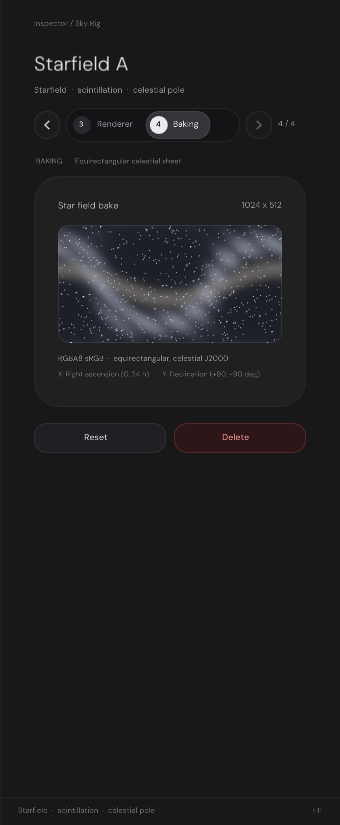 Inspector / Sky Rig
Starfield A
Starfield · scintillation · celestial pole
3 Renderer 4 Baking 4 / 4
BAKING · Equirectangular celestial sheet
Star field bake 1024 x 512
RGBA8 sRGB · equirectangular, celestial J2000
X: Right ascension (0..24 h) · Y: Declination (+90..-90 deg)
Reset Delete
Starfield · scintillation · celestial pole